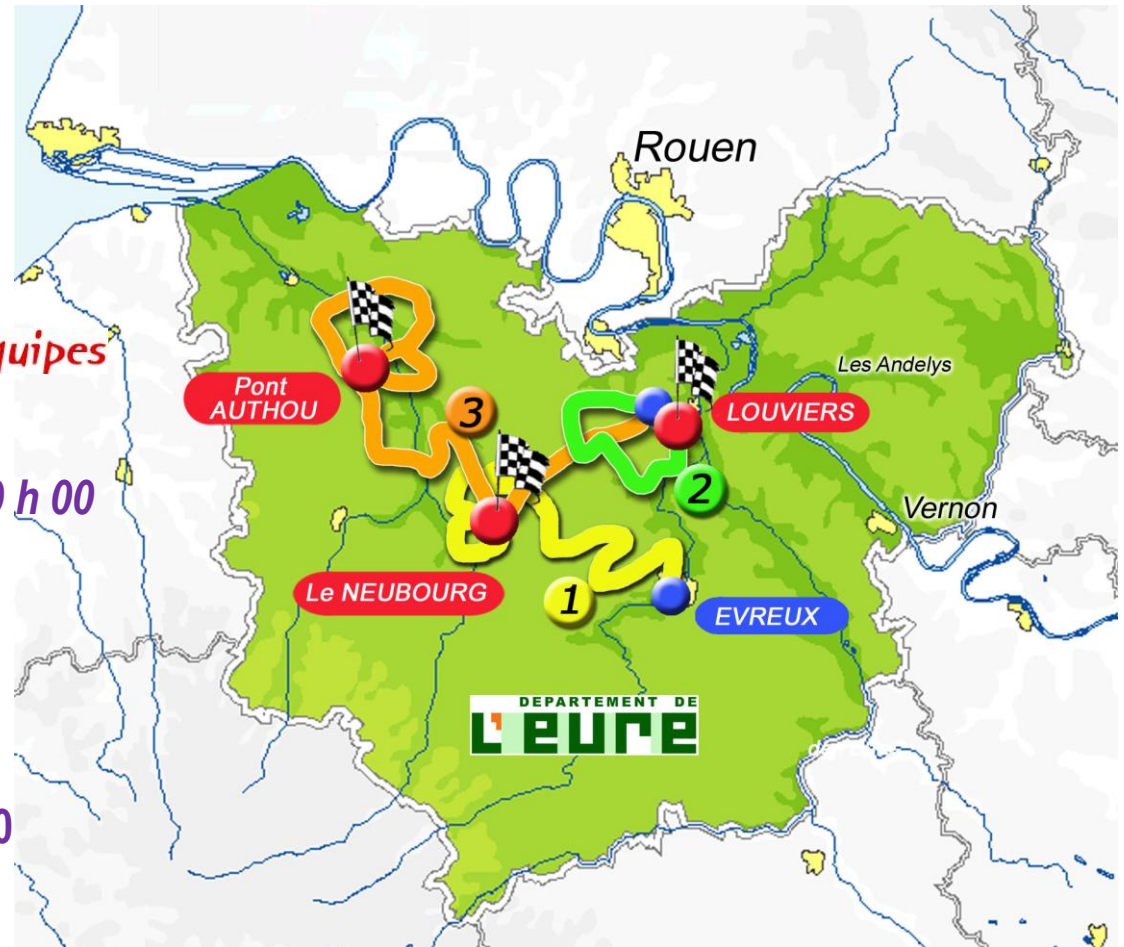 Rouen
quipes
Les Andelys
Pont
AUTHOU
3
LOUVIERS
h 00
2
Vernon
Le NEUBOURG
1
EVREUX
DEPARTEMENT DE
L'EURE
0